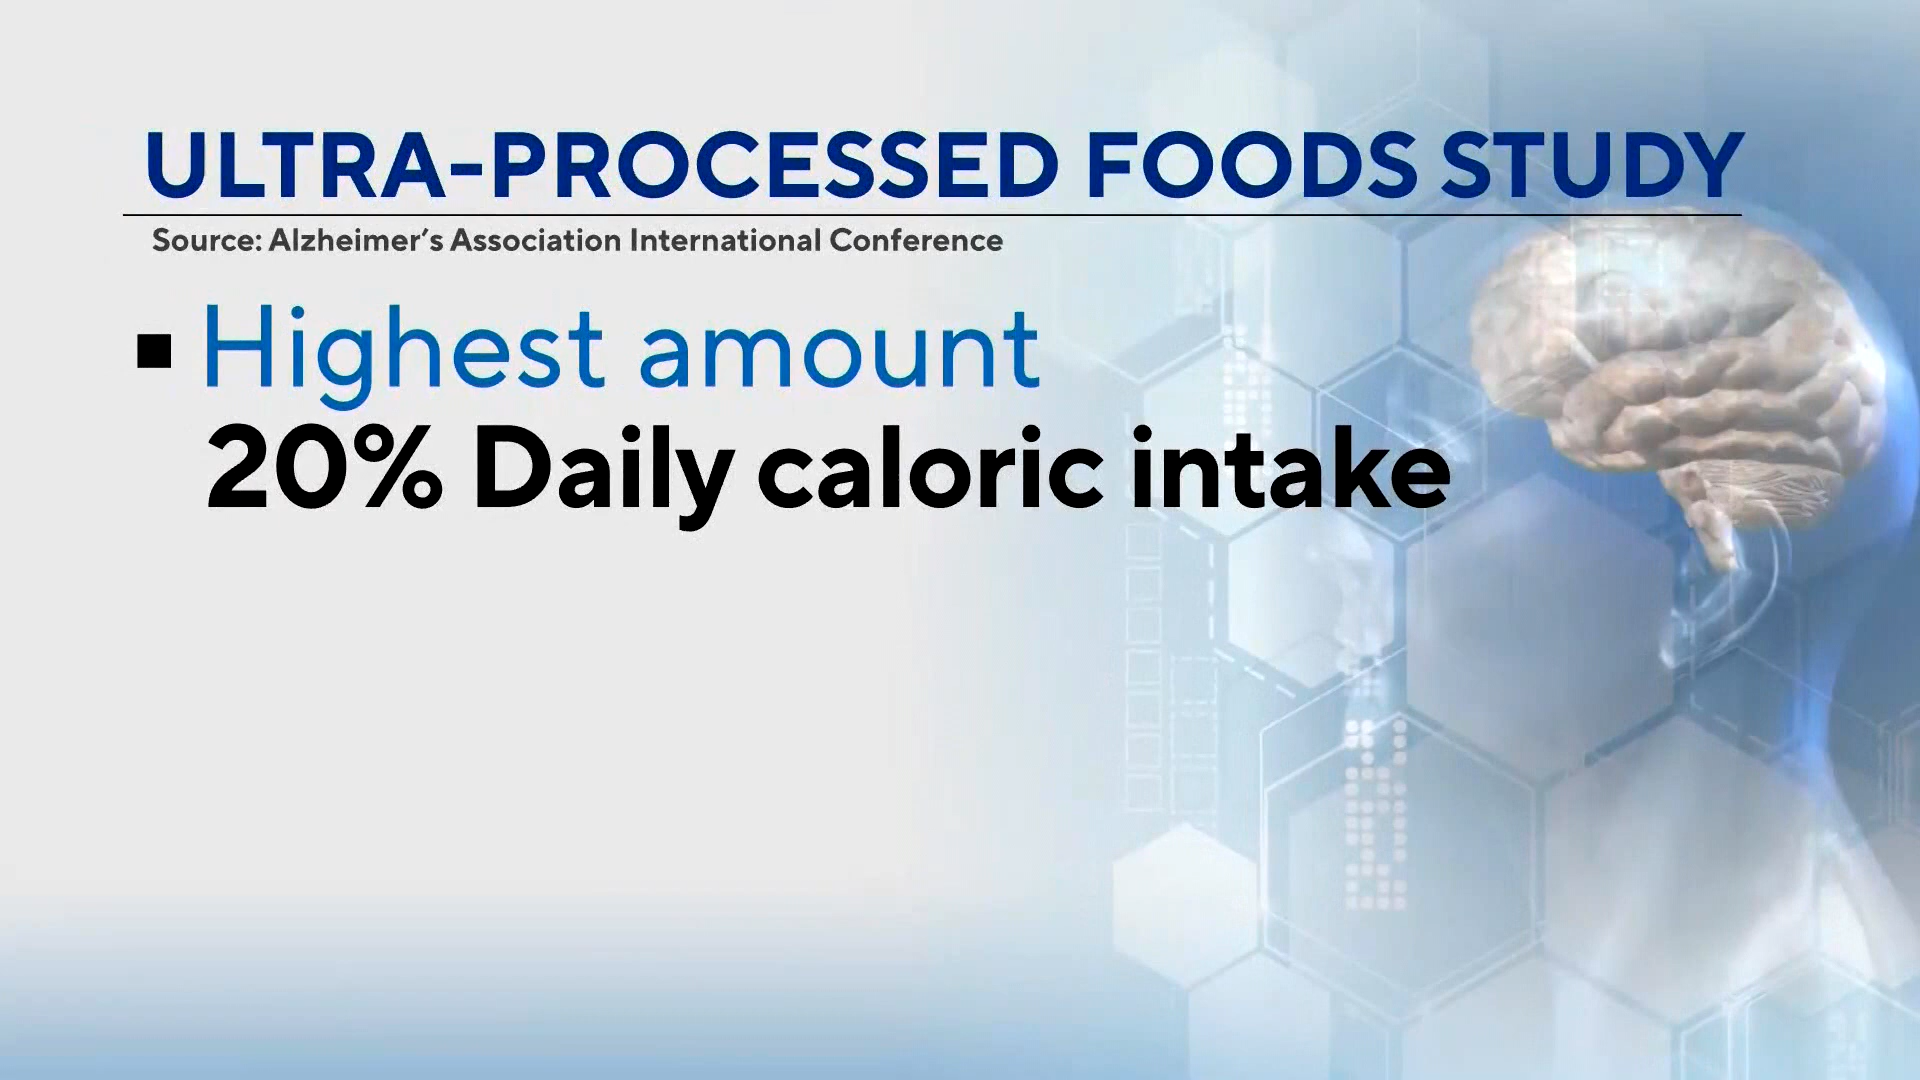 ULTRA-PROCESSED FOODS STUDY
Source: Alzheimer’s Association International Conference
▪ Highest amount
20% Daily caloric intake